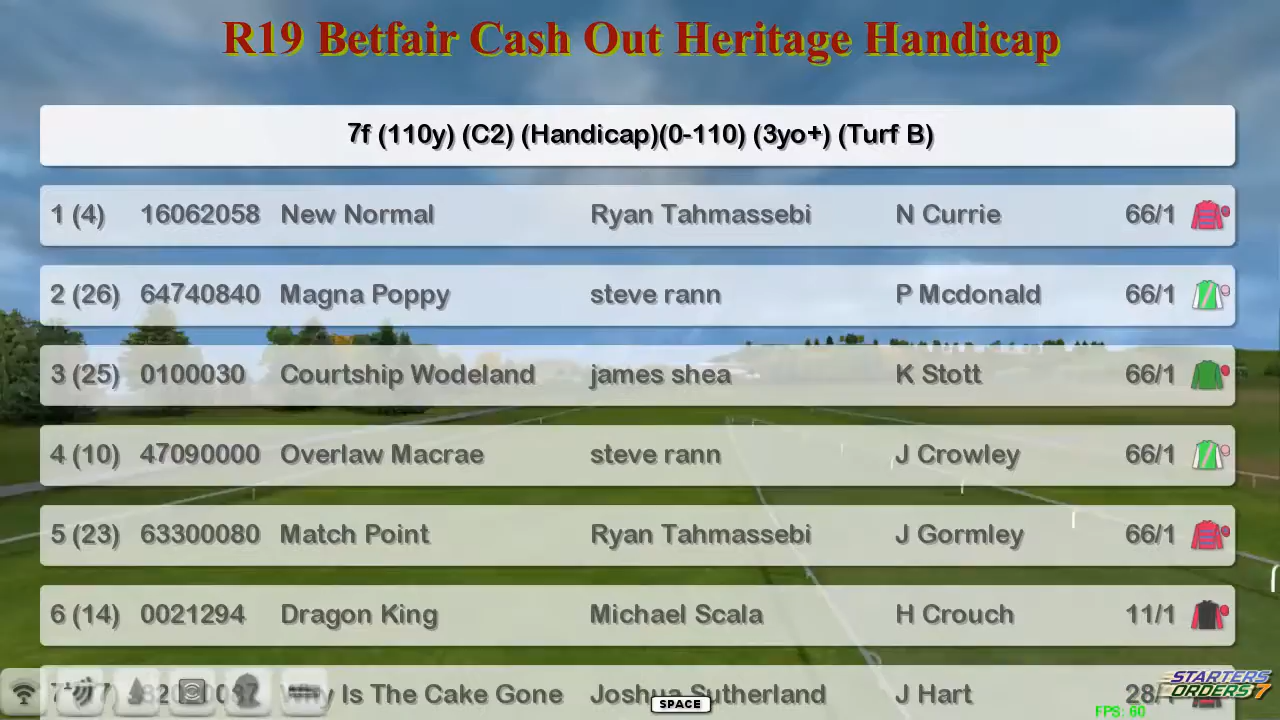 R19 Betfair Cash Out Heritage Handicap
7f (110y) (C2) (Handicap)(0-110) (3yo+) (Turf B)
1 (4) 16062058 New Normal Ryan Tahmassebi N Currie 66/1
2 (26) 64740840 Magna Poppy steve rann P Mcdonald 66/1
3 (25) 0100030 Courtship Wodeland james shea K Stott 66/1
4 (10) 47090000 Overlaw Macrae steve rann J Crowley 66/1
5 (23) 63300080 Match Point Ryan Tahmassebi J Gormley 66/1
6 (14) 0021294 Dragon King Michael Scala H Crouch 11/1
Is The Cake Gone Joshua Sutherland J Hart
SPACE
STARTERS ORDERS 7
FPS: 60